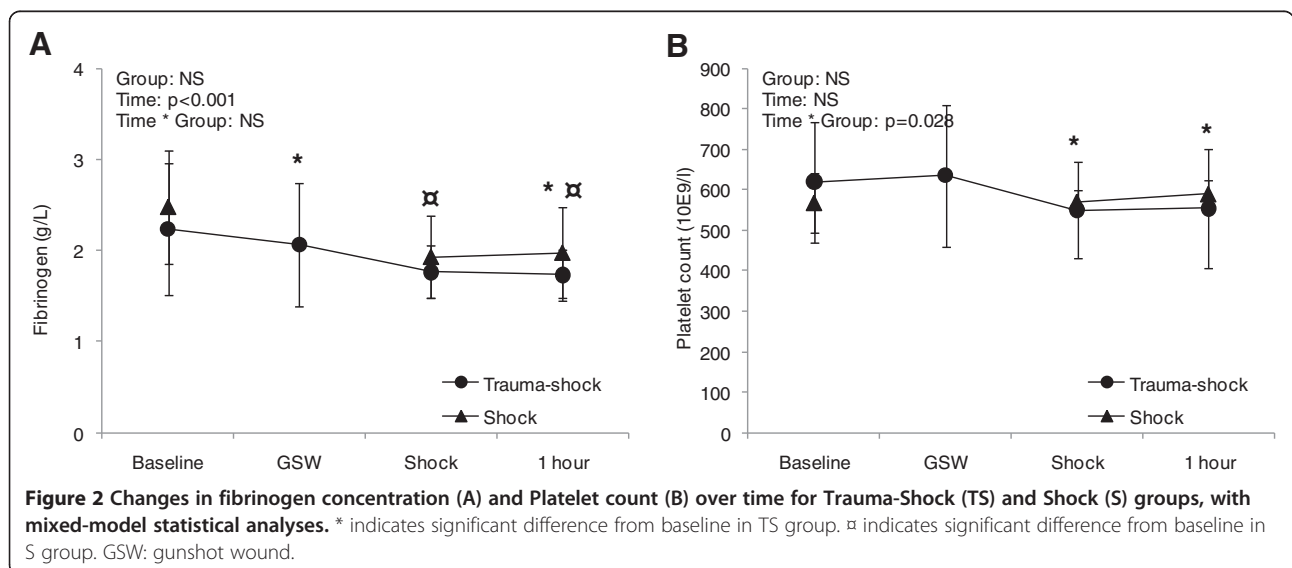 A
Group: NS
Time: p<0.001
Time * Group: NS
4
3
2
1
0
Fibrinogen (g/L)
*
¤
* ¤
Trauma-shock
Shock
Baseline
GSW
Shock
1 hour
B
Group: NS
Time: NS
Time * Group: p=0.028
900
800
700
600
500
400
300
200
100
0
Platelet count (10E9/l)
*
*
Trauma-shock
Shock
Baseline
GSW
Shock
1 hour
Figure 2 Changes in fibrinogen concentration (A) and Platelet count (B) over time for Trauma-Shock (TS) and Shock (S) groups, with
mixed-model statistical analyses. * indicates significant difference from baseline in TS group. ¤ indicates significant difference from baseline in
S group. GSW: gunshot wound.